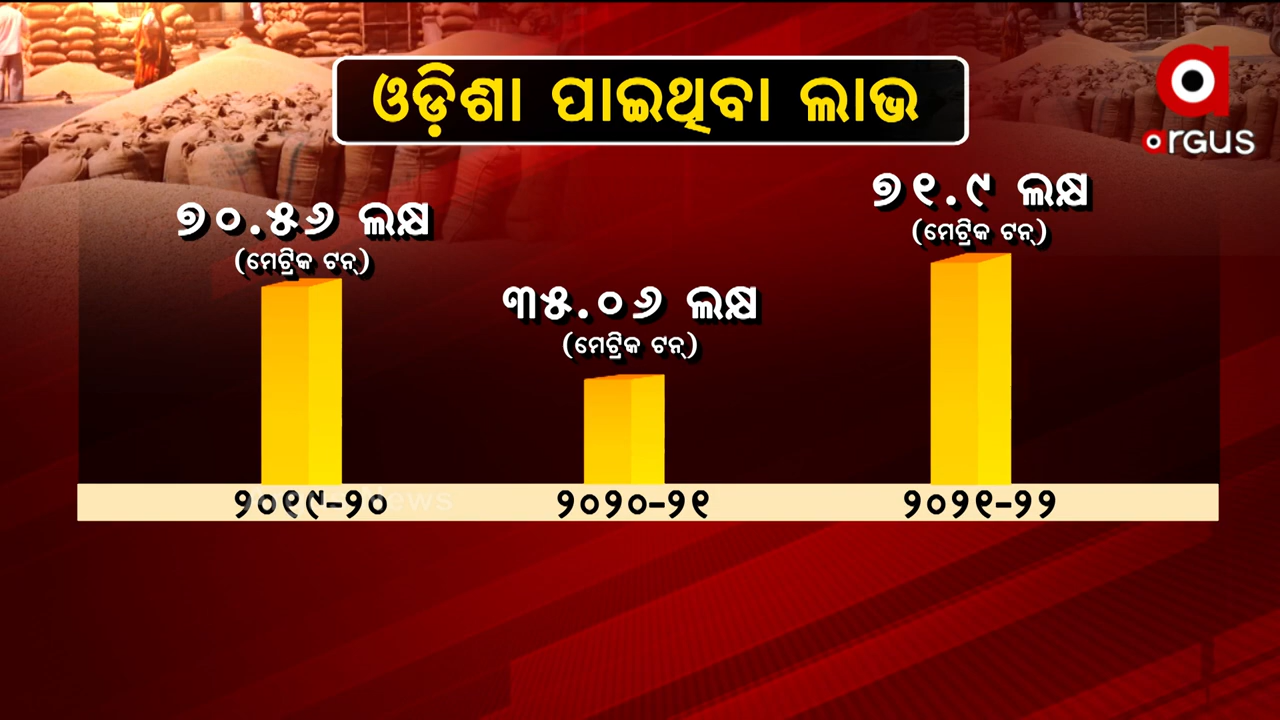 ଓଡ଼ିଶା ପାଇଥିବା ଲାଭ
argus
୭୦.୫୬ ଲକ୍ଷ
(ମେଟ୍ରିକ ଟନ୍)
୩୫.୦୬ ଲକ୍ଷ
(ମେଟ୍ରିକ ଟନ୍)
୭୧.୯ ଲକ୍ଷ
(ମେଟ୍ରିକ ଟନ୍)
୨୦୧୯-୨୦
୨୦୨୦-୨୧
୨୦୨୧-୨୨